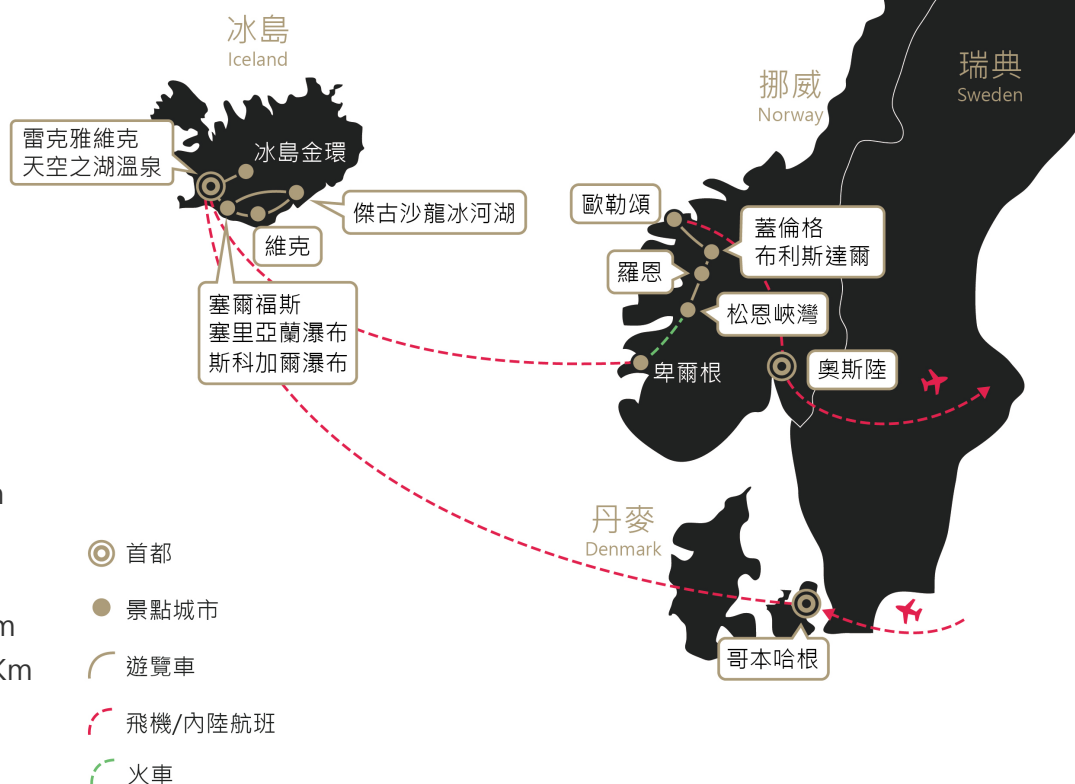 冰島
Iceland
挪威
Norway
瑞典
Sweden
雷克雅維克
天空之湖溫泉
冰島金環
傑古沙龍冰河湖
維克
塞爾福斯
塞里亞蘭瀑布
斯科加爾瀑布
歐勒頌
蓋倫格
布利斯達爾
羅恩
松恩峽灣
卑爾根
奧斯陸
丹麥
Denmark
哥本哈根
首都
景點城市
m
Km
遊覽車
飛機/內陸航班
火車